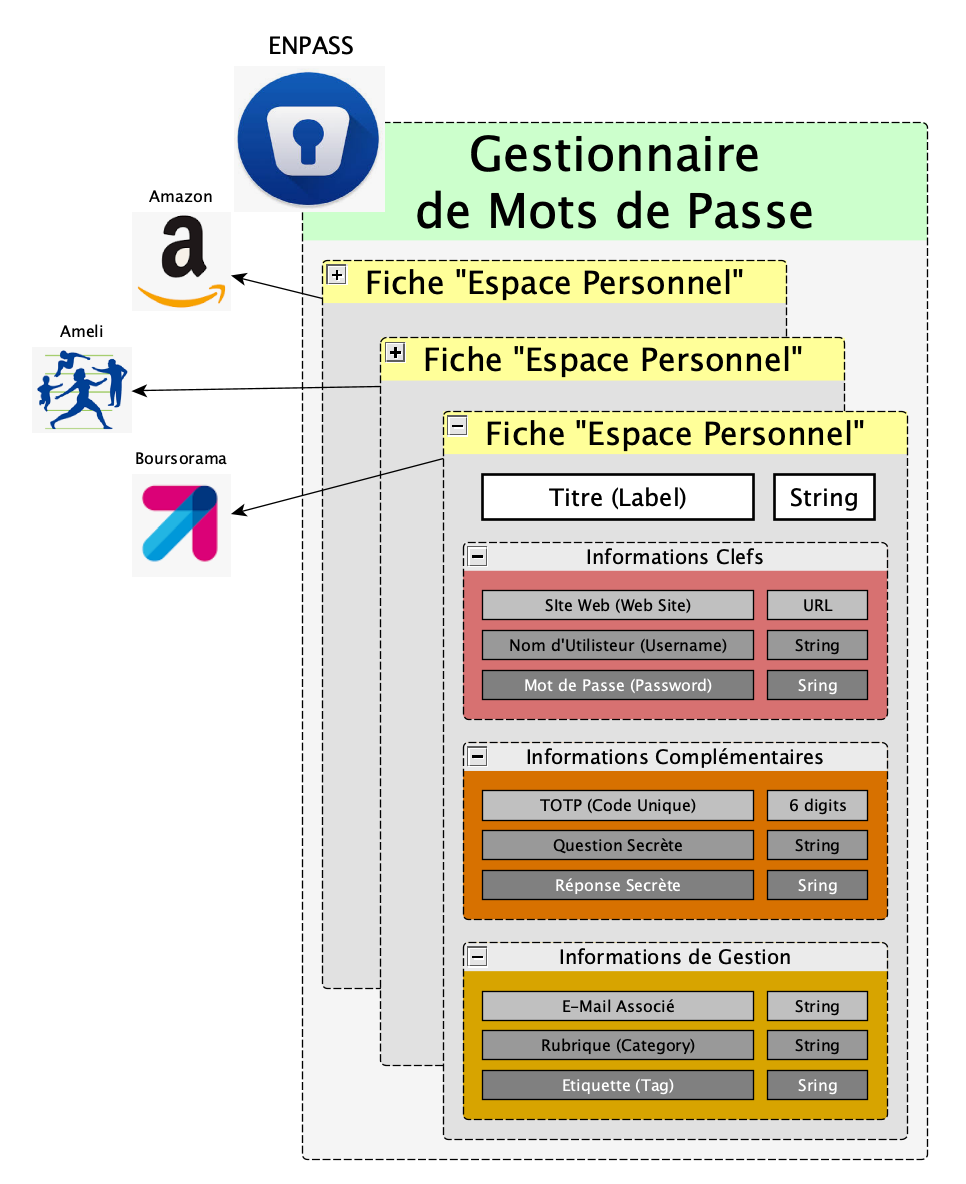 ENPASS
Gestionnaire
de Mots de Passe
Amazon
a
Fiche "Espace Personnel"
Ameli
Fiche "Espace Personnel"
Boursorama
Fiche "Espace Personnel"
Titre (Label) String
Informations Clefs
SIte Web (Web Site) URL
Nom d'Utilisteur (Username) String
Mot de Passe (Password) Sring
Informations Complémentaires
TOTP (Code Unique) 6 digits
Question Secrète String
Réponse Secrète Sring
Informations de Gestion
E-Mail Associé String
Rubrique (Category) String
Etiquette (Tag) Sring